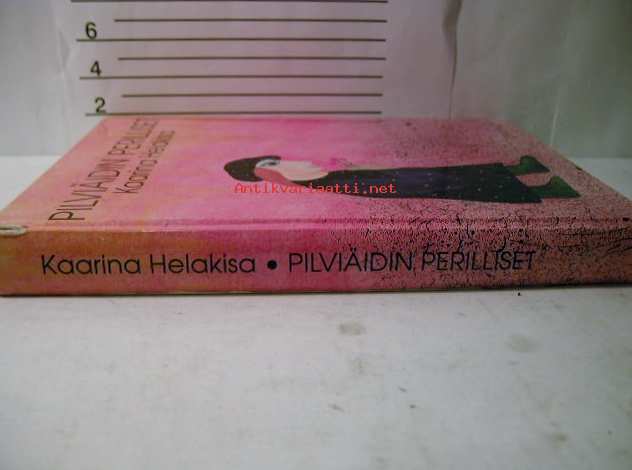 6
4
2
PILVIÄIDIN PERILLISET
Kaarina Helakisa
Antikvariaatti.net
Kaarina Helakisa • PILVIÄIDIN PERILLISET